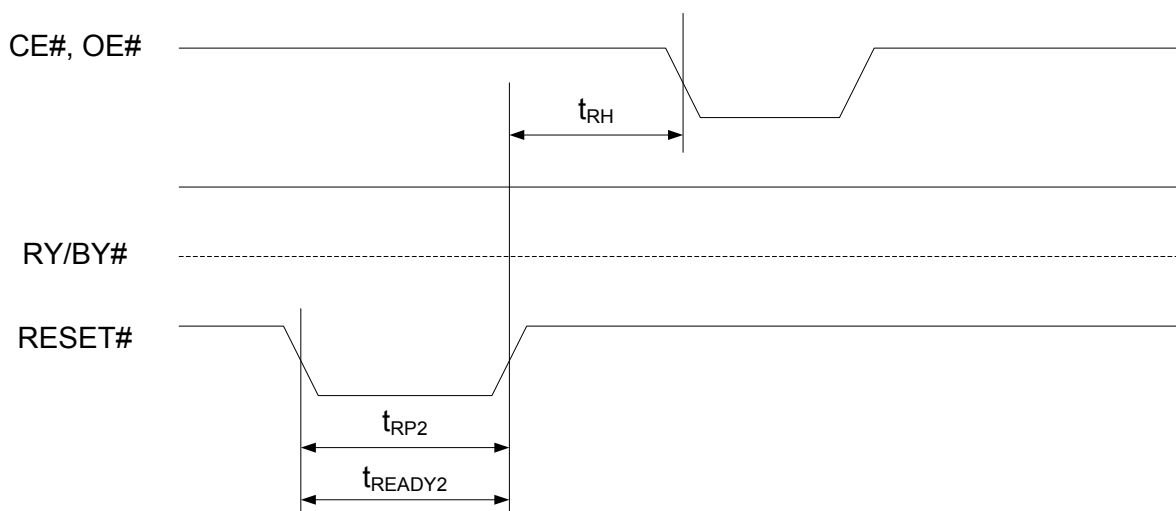 CE#, OE#
tRH
RY/BY#
RESET#
tRP2
tREADY2